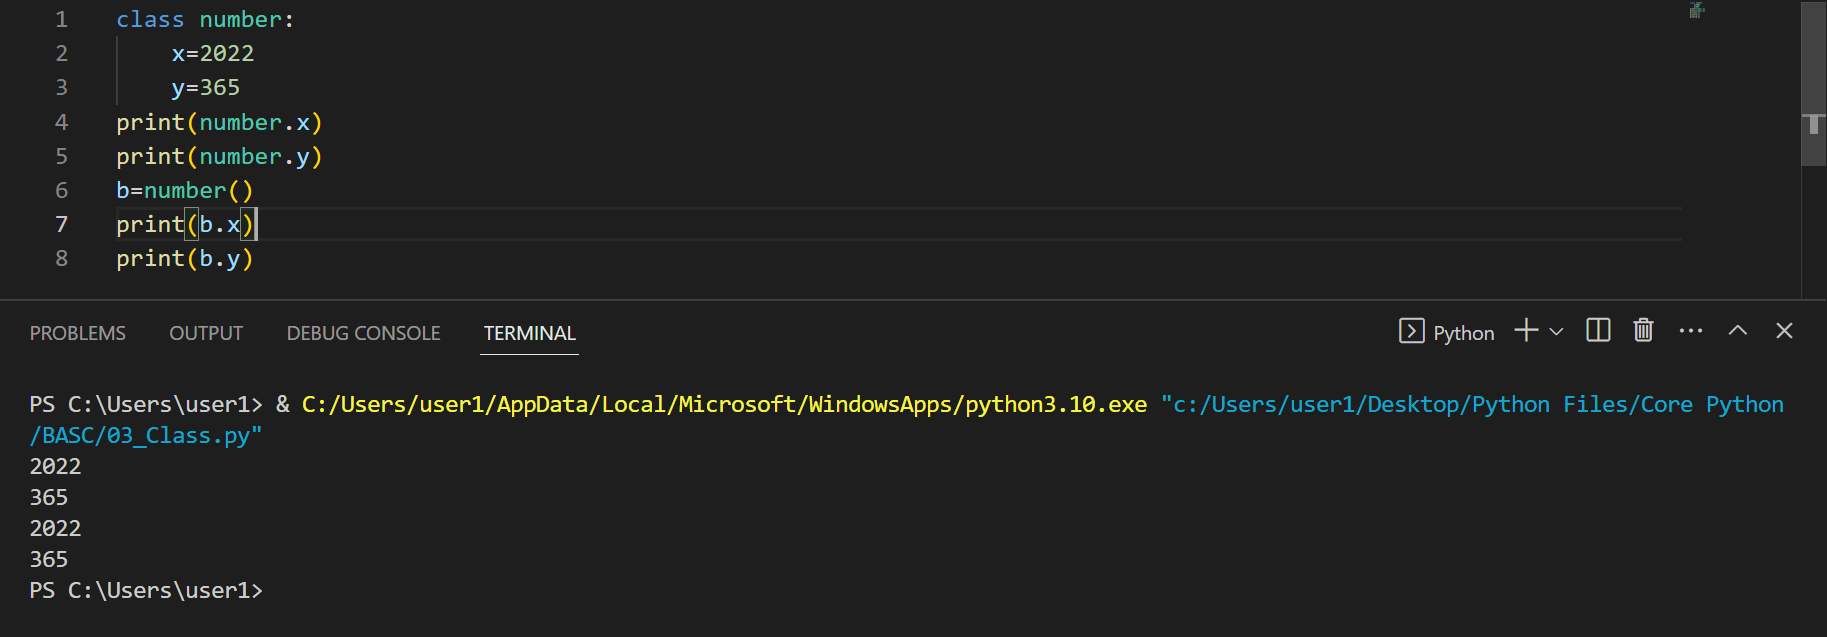 1 class number:
2     x=2022
3     y=365
4 print(number.x)
5 print(number.y)
6 b=number()
7 print(b.x)
8 print(b.y)
PROBLEMS OUTPUT DEBUG CONSOLE TERMINAL Python
PS C:\Users\user1> & C:/Users/user1/AppData/Local/Microsoft/WindowsApps/python3.10.exe "c:/Users/user1/Desktop/Python Files/Core Python
/BASC/03_Class.py"
2022
365
2022
365
PS C:\Users\user1>